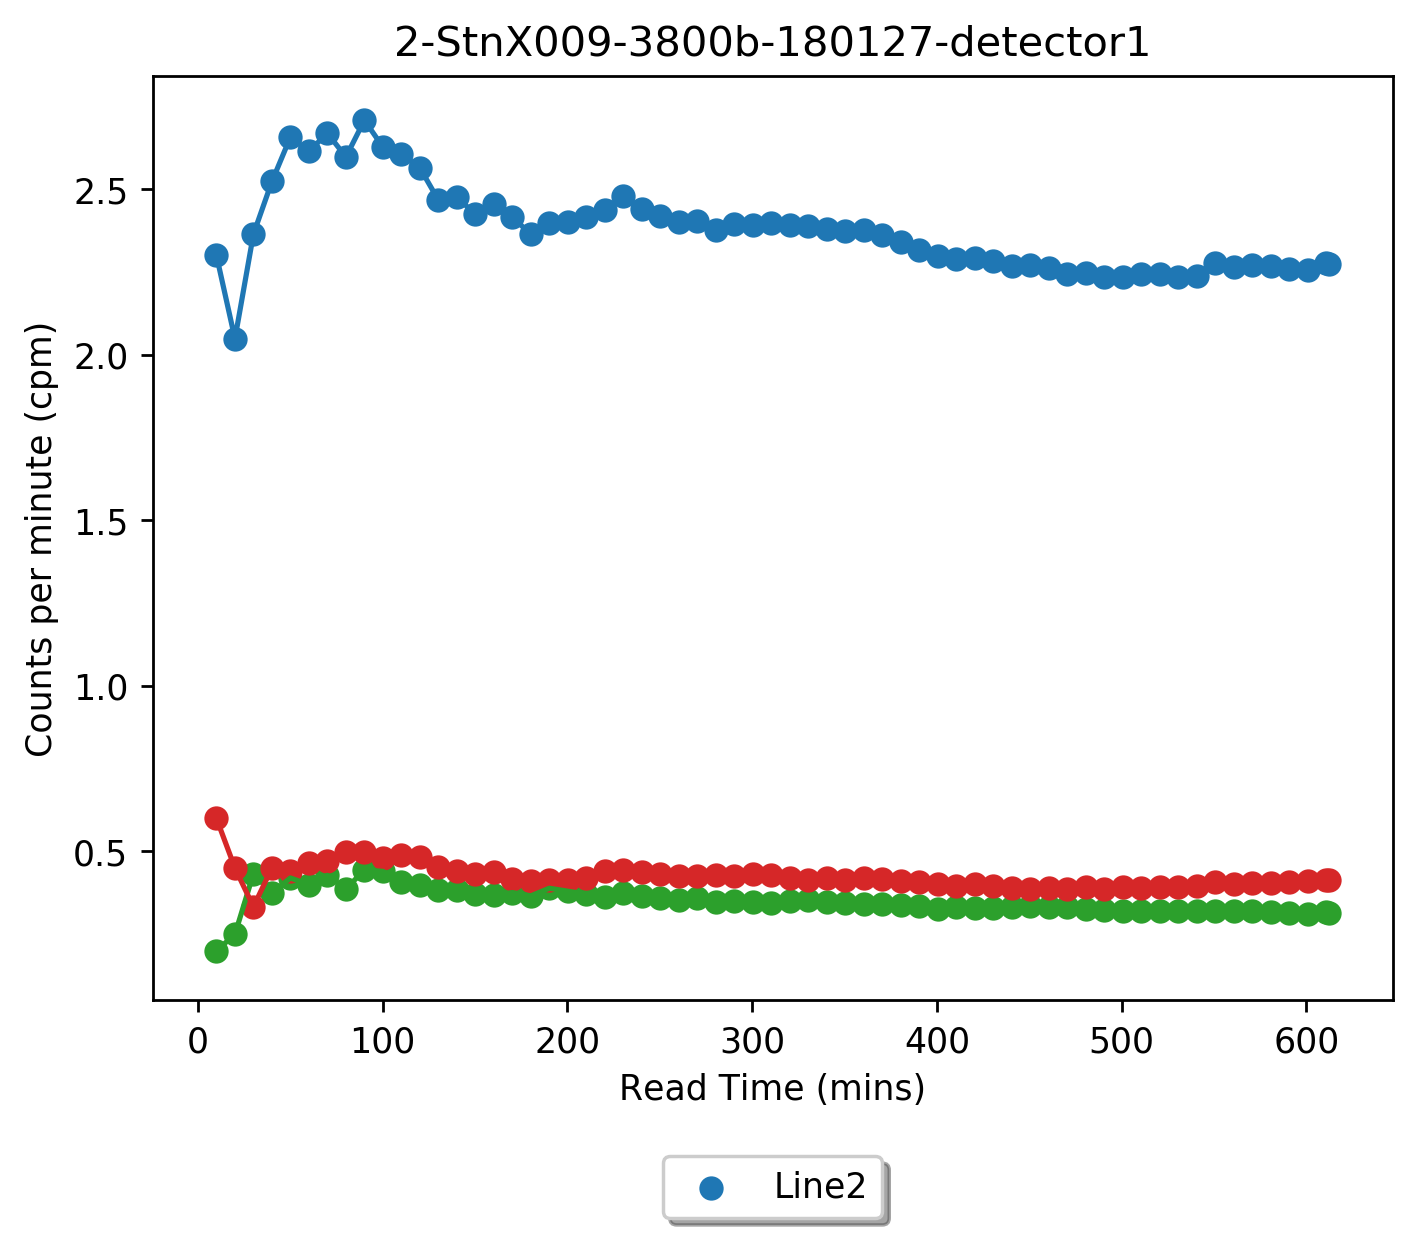 2-StnX009-3800b-180127-detector1
Counts per minute (cpm)
2.5
2.0
1.5
1.0
0.5
0 100 200 300 400 500 600
Read Time (mins)
Line2